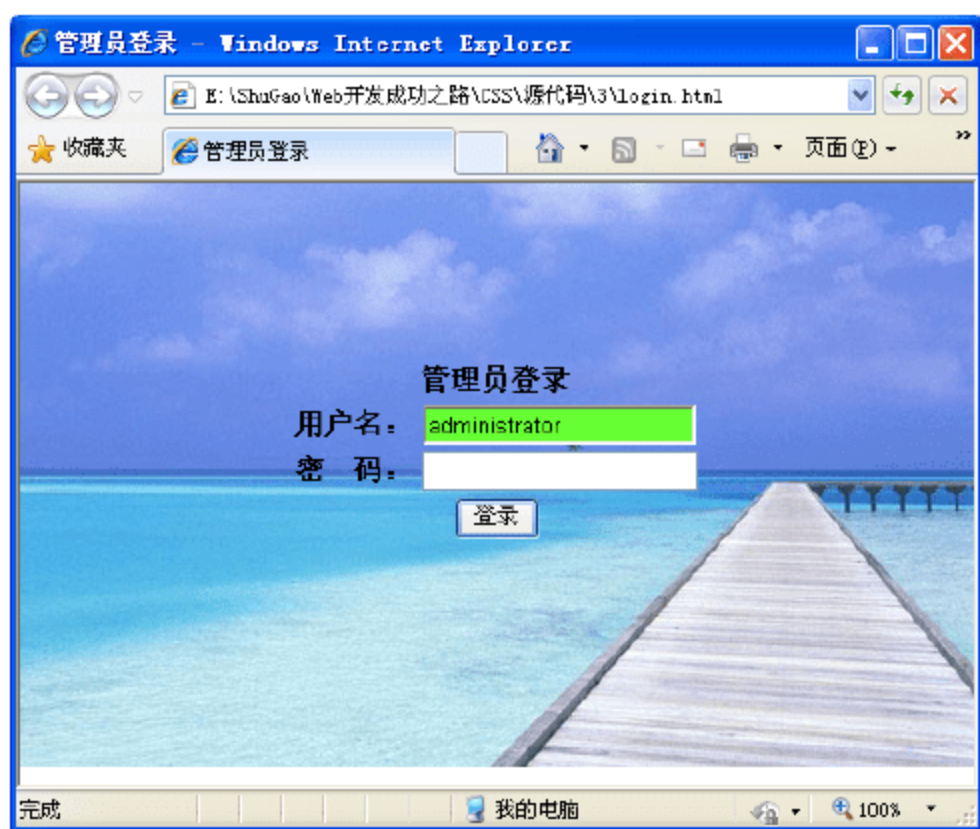 管理员登录 - Windows Internet Explorer
E:\ShuGao\Web开发成功之路\CSS\源代码\3\login.html
收藏夹 管理员登录 页面(P) »
管理员登录
用户名： administrator
密 码：
登录
完成 我的电脑 100%